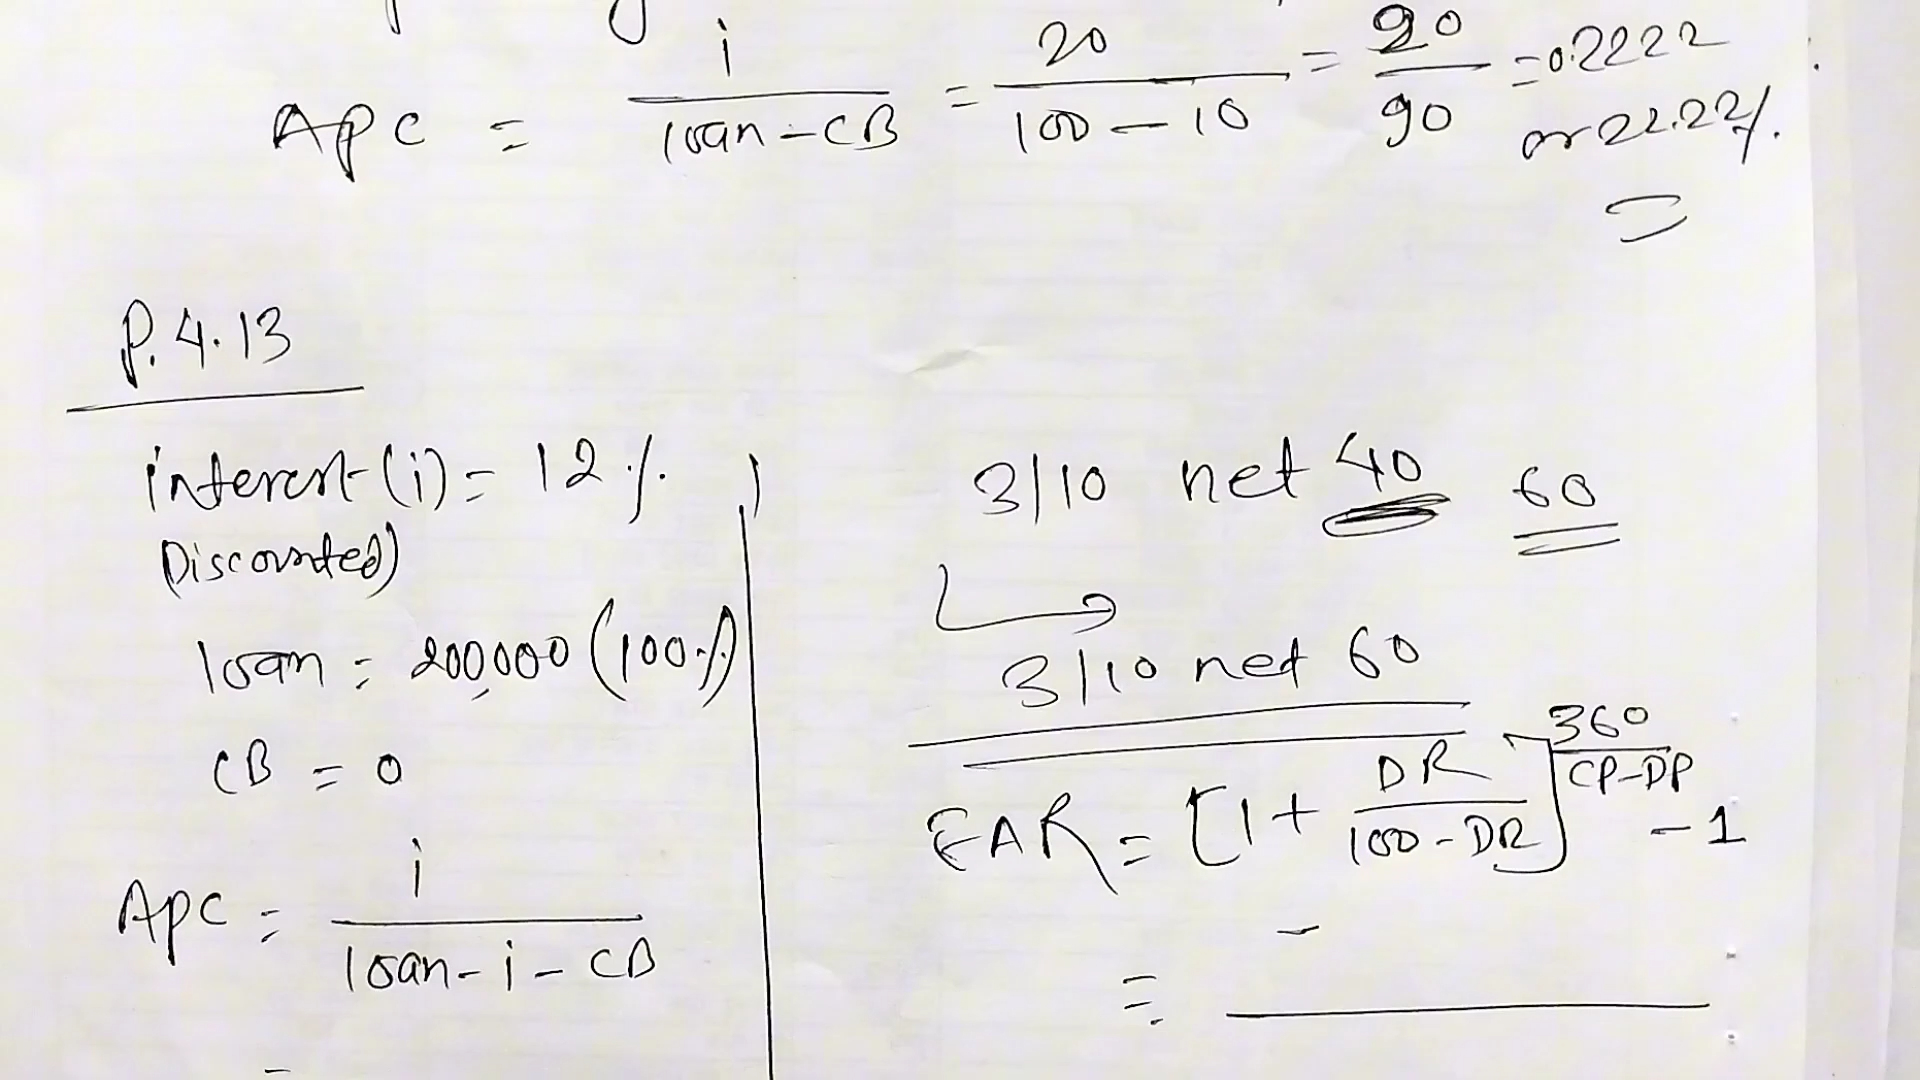 APC = i / loan - CB = 20 / 100 - 10 = 20 / 90 = 0.2222
or 22.22%.
P. 4.13
interest (i) = 12%.
Discounted)
loan = 200,000 (100%)
CB = 0
APC = i / loan - i - CB
3/10 net 40 60
3/10 net 60
EAR = [1 + DR / 100 - DR] 360 / CP-DP - 1
=